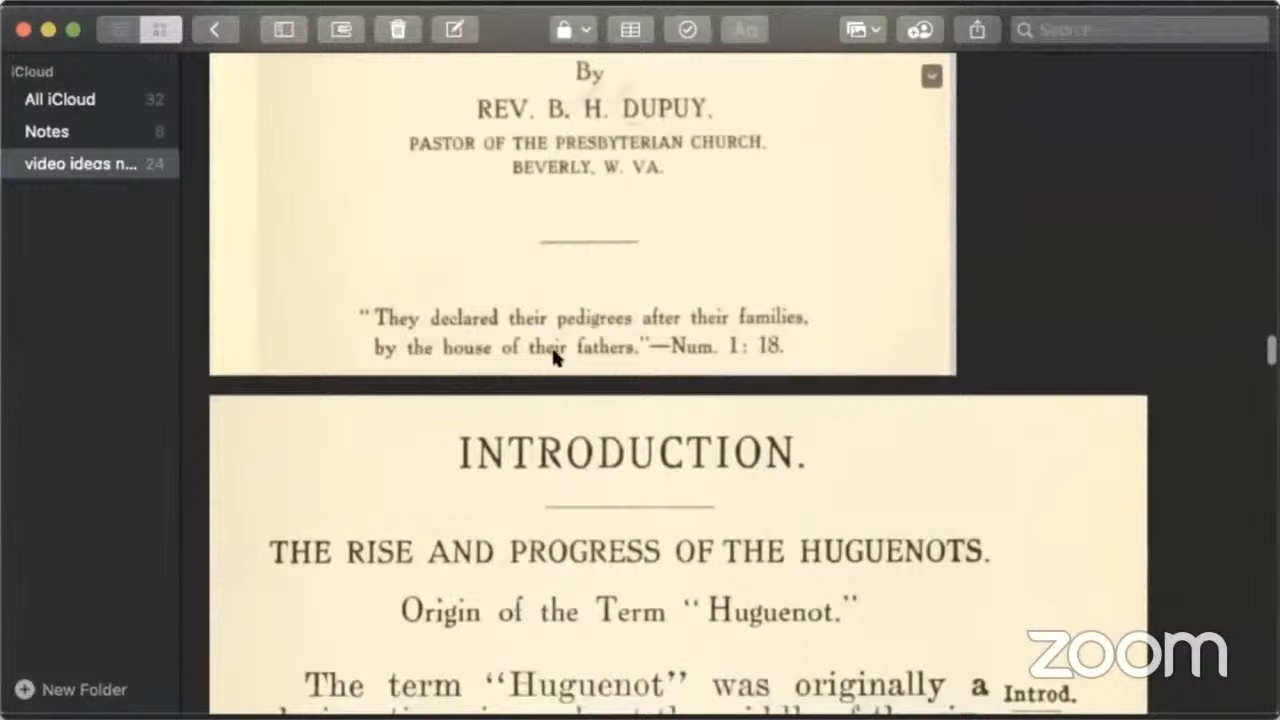 Search
iCloud
All iCloud 32
Notes 8
video ideas n... 24
New Folder
By
REV. B. H. DUPUY,
PASTOR OF THE PRESBYTERIAN CHURCH,
BEVERLY, W. VA.
"They declared their pedigrees after their families,
by the house of their fathers."—Num. 1: 18.
INTRODUCTION.
THE RISE AND PROGRESS OF THE HUGUENOTS.
Origin of the Term "Huguenot."
The term "Huguenot" was originally a Introd.
zoom